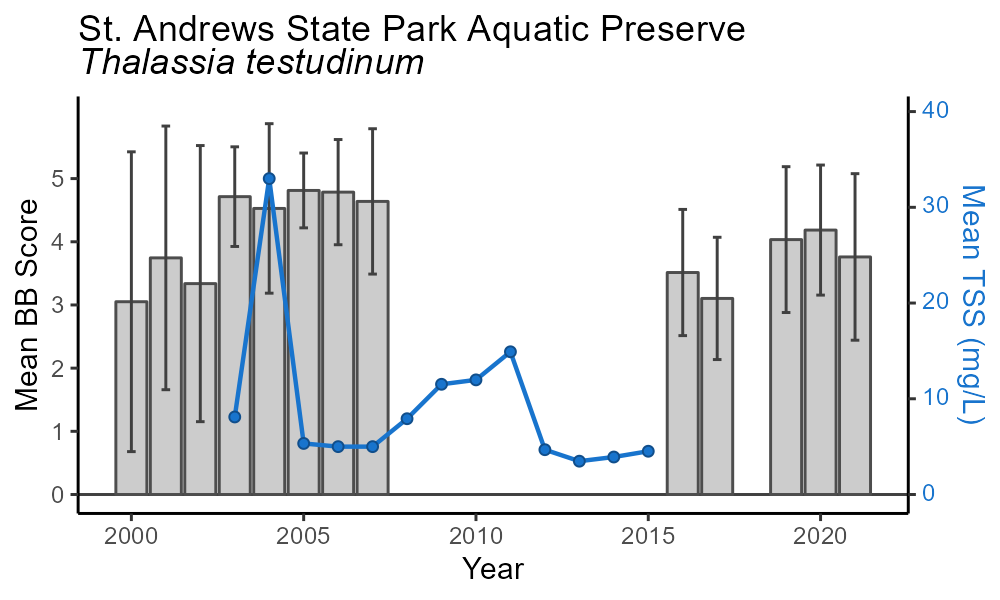 St. Andrews State Park Aquatic Preserve
Thalassia testudinum
Mean BB Score
5
4
3
2
1
0
40
30
20
10
0
Mean TSS (mg/L)
2000 2005 2010 2015 2020
Year